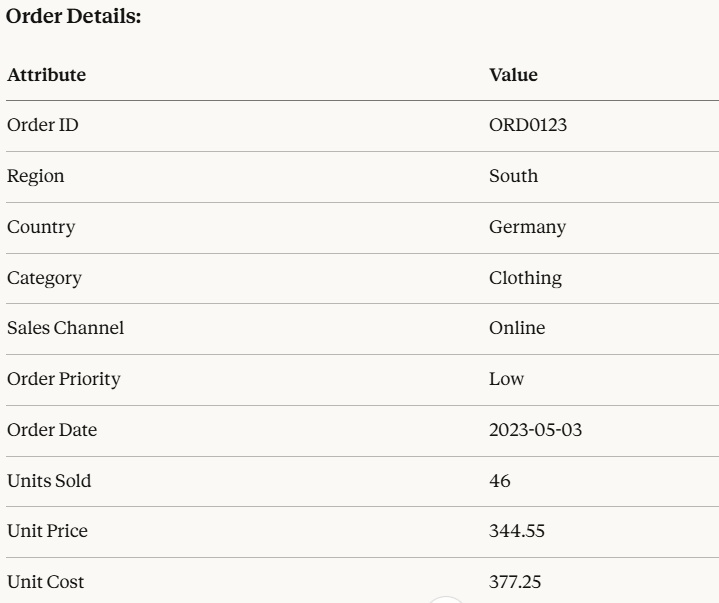 Order Details:
Attribute Value
Order ID ORD0123
Region South
Country Germany
Category Clothing
Sales Channel Online
Order Priority Low
Order Date 2023-05-03
Units Sold 46
Unit Price 344.55
Unit Cost 377.25